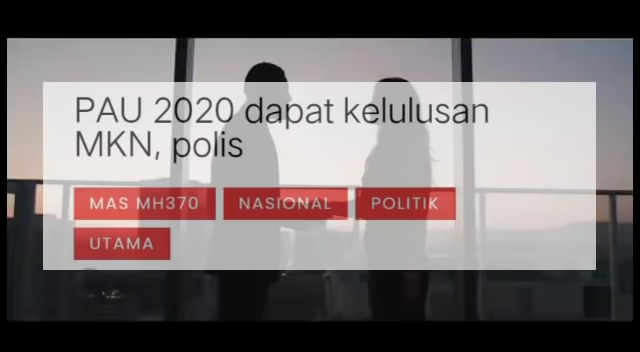 PAU 2020 dapat kelulusan
MKN, polis
MAS MH370 NASIONAL POLITIK
UTAMA